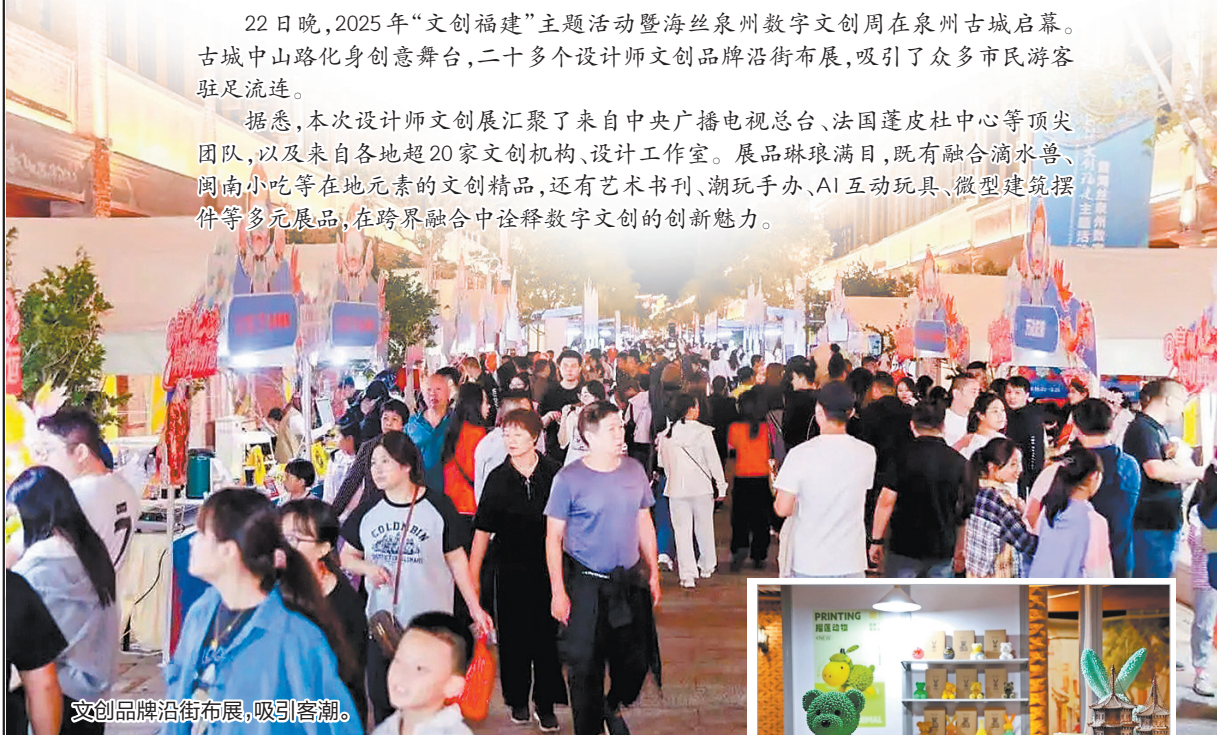 22日晚,2025年“文创福建”主题活动暨海丝泉州数字文创周在泉州古城启幕。
古城中山路化身创意舞台,二十多个设计师文创品牌沿街布展,吸引了众多市民游客
驻足流连。
据悉,本次设计师文创展汇聚了来自中央广播电视总台、法国蓬皮杜中心等顶尖
团队,以及来自各地超20家文创机构、设计工作室。展品琳琅满目,既有融合滴水兽、
闽南小吃等在地元素的文创精品,还有艺术书刊、潮玩手办、AI互动玩具、微型建筑摆
件等多元展品,在跨界融合中诠释数字文创的创新魅力。
COLOMBIN
文创品牌沿街布展,吸引客潮。
PRINTING